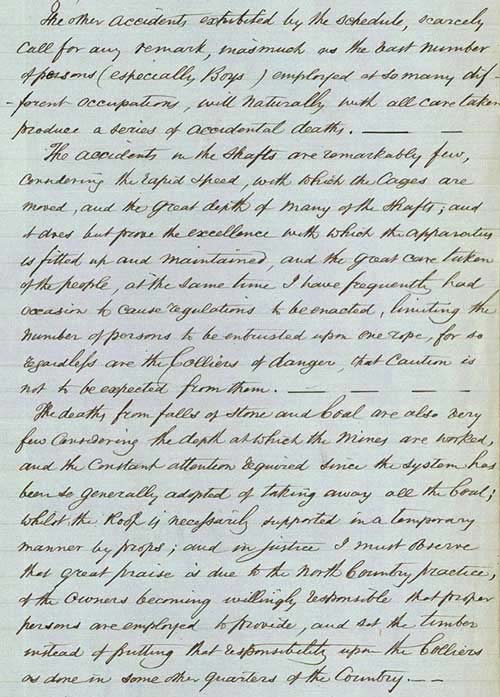 The other accidents exhibited by the schedule, scarcely
call for any remark, inasmuch as the vast number
of persons (especially Boys) employed at so many dif
-ferent occupations, will naturally with all care taken
produce a series of accidental deaths. — —
The accidents in the Shafts are remarkably few,
considering the rapid speed, with which the Cages are
moved, and the great depth of many of the Shafts; and
it does but prove the excellence with which the apparatus
is fitted up and maintained, and the great care taken
of the people, at the same time I have frequently had
occasion to cause regulations to be enacted, limiting the
number of persons to be entrusted upon one rope, for so
regardless are the Colliers of danger, that Caution is
not to be expected from them. — — — —
The deaths from falls of Stone and Coal are also very
few Considering the depth at which the Mines are worked,
and the Constant attention required since the system has
been so generally adopted of taking away all the Coal;
whilst the Roof is necessarily supported in a temporary
manner by props; and in justice I must observe
that great praise is due to the North Country practice,
of the Owners becoming willingly responsible that proper
persons are employed to provide, and set the timber
instead of putting that responsibility upon the Colliers
as done in some other quarters of the Country. — —